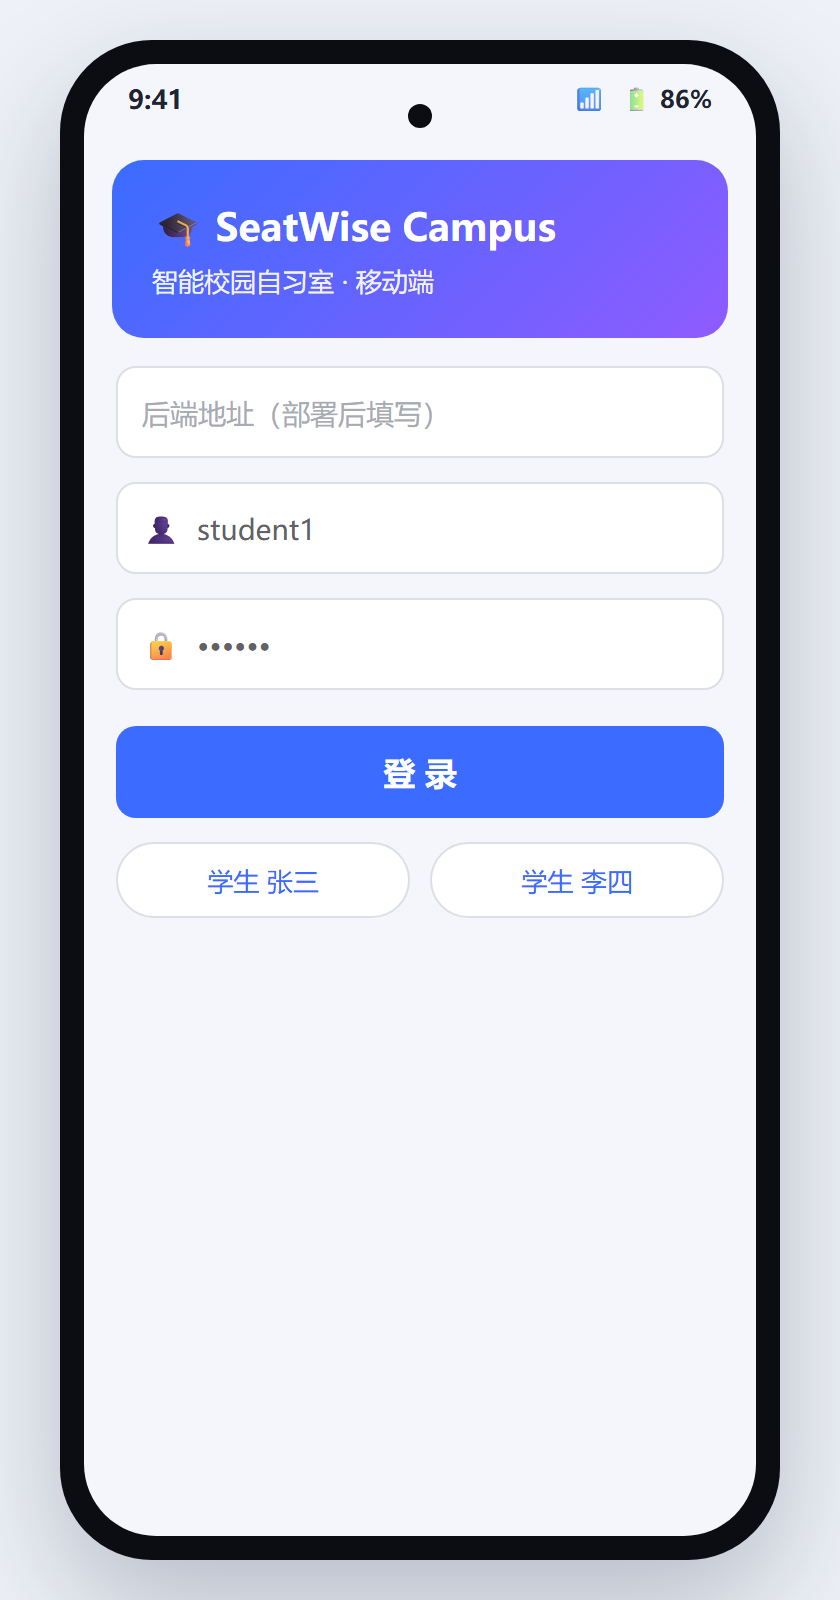 9:41 86%
SeatWise Campus
智能校园自习室 · 移动端
后端地址（部署后填写）
student1
••••••
登 录
学生 张三 学生 李四